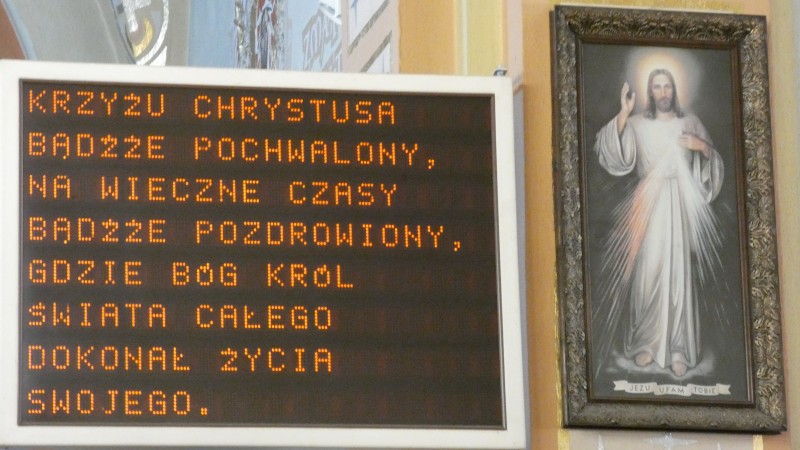 KRZYŻU CHRYSTUSA
BĄDŹŻE POCHWALONY,
NA WIECZNE CZASY
BĄDŹŻE POZDROWIONY,
GDZIE BÓG KRÓL
ŚWIATA CAŁEGO
DOKONAŁ ŻYCIA
SWOJEGO.
JEZU UFAM TOBIE